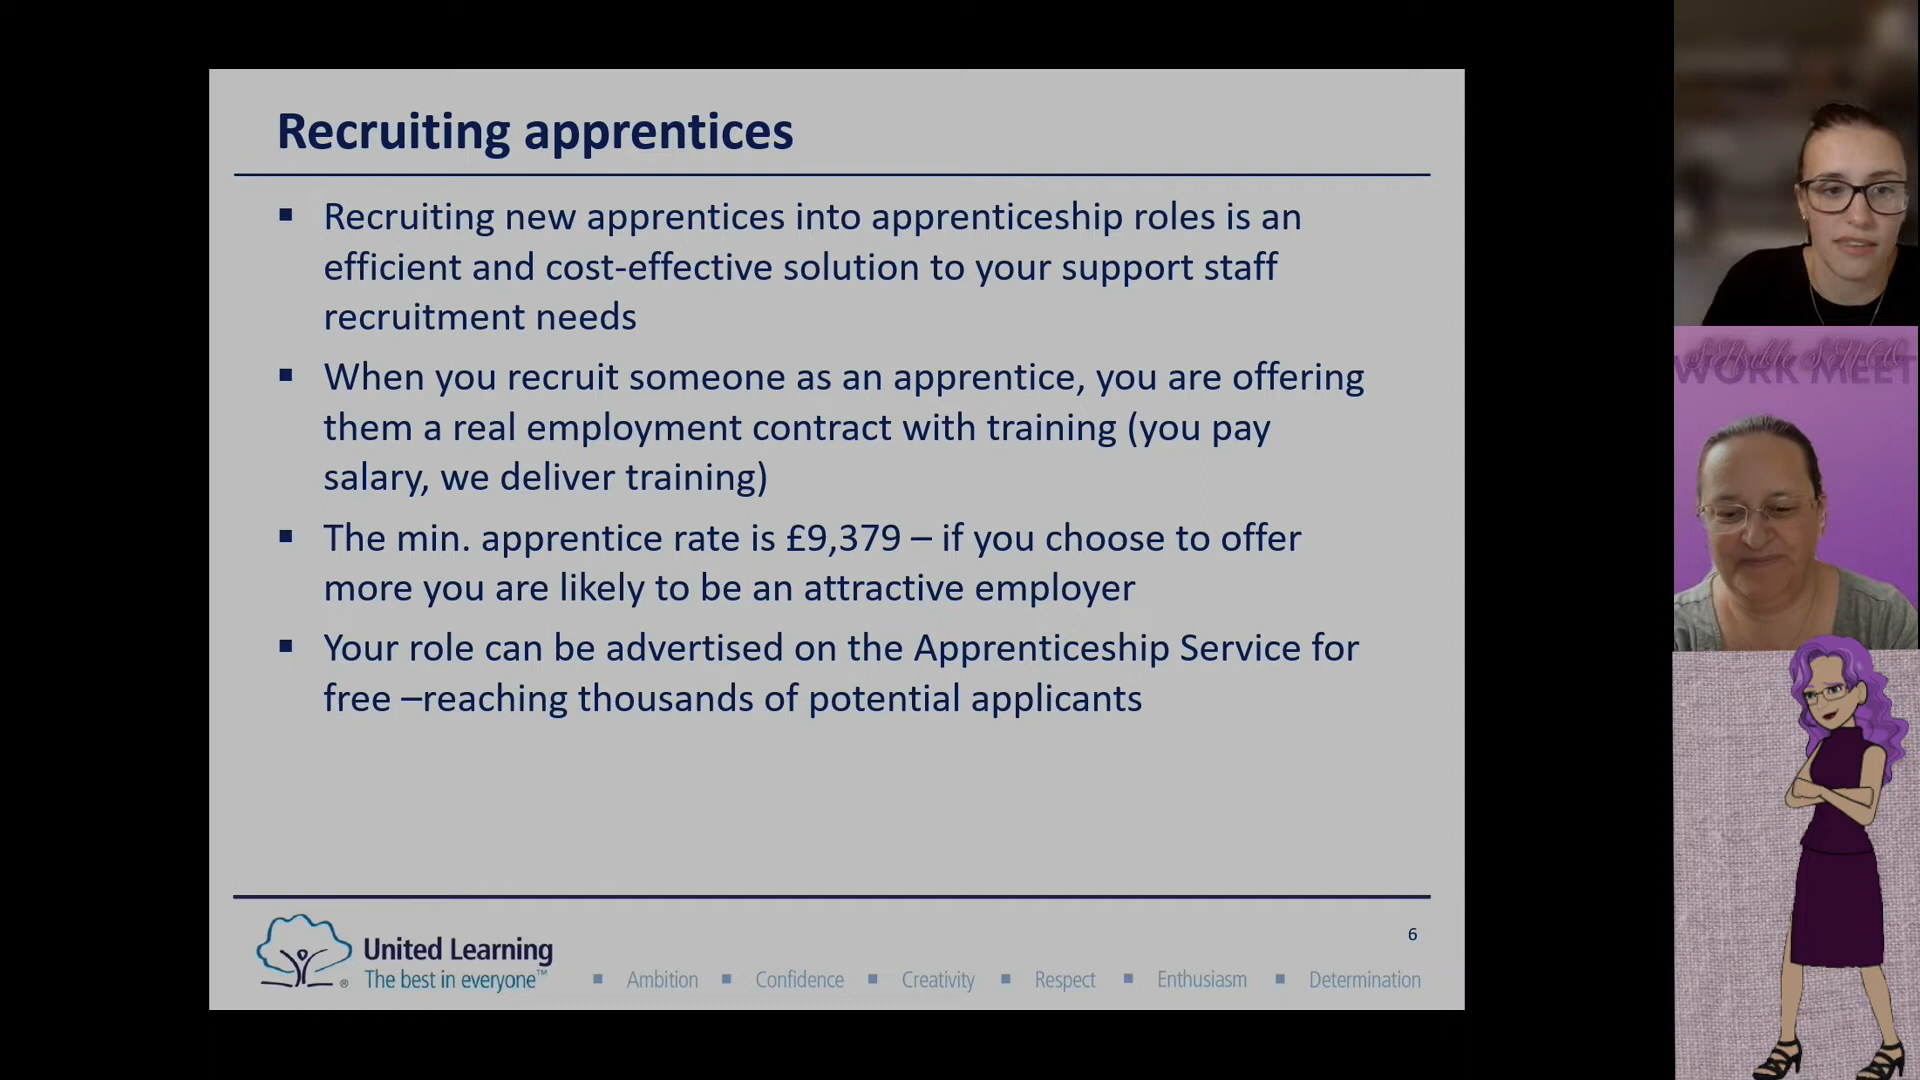 Recruiting apprentices
▪ Recruiting new apprentices into apprenticeship roles is an
efficient and cost-effective solution to your support staff
recruitment needs
▪ When you recruit someone as an apprentice, you are offering
them a real employment contract with training (you pay
salary, we deliver training)
▪ The min. apprentice rate is £9,379 – if you choose to offer
more you are likely to be an attractive employer
▪ Your role can be advertised on the Apprenticeship Service for
free –reaching thousands of potential applicants
6
United Learning
The best in everyone™
▪ Ambition ▪ Confidence ▪ Creativity ▪ Respect ▪ Enthusiasm ▪ Determination
WORK MEET